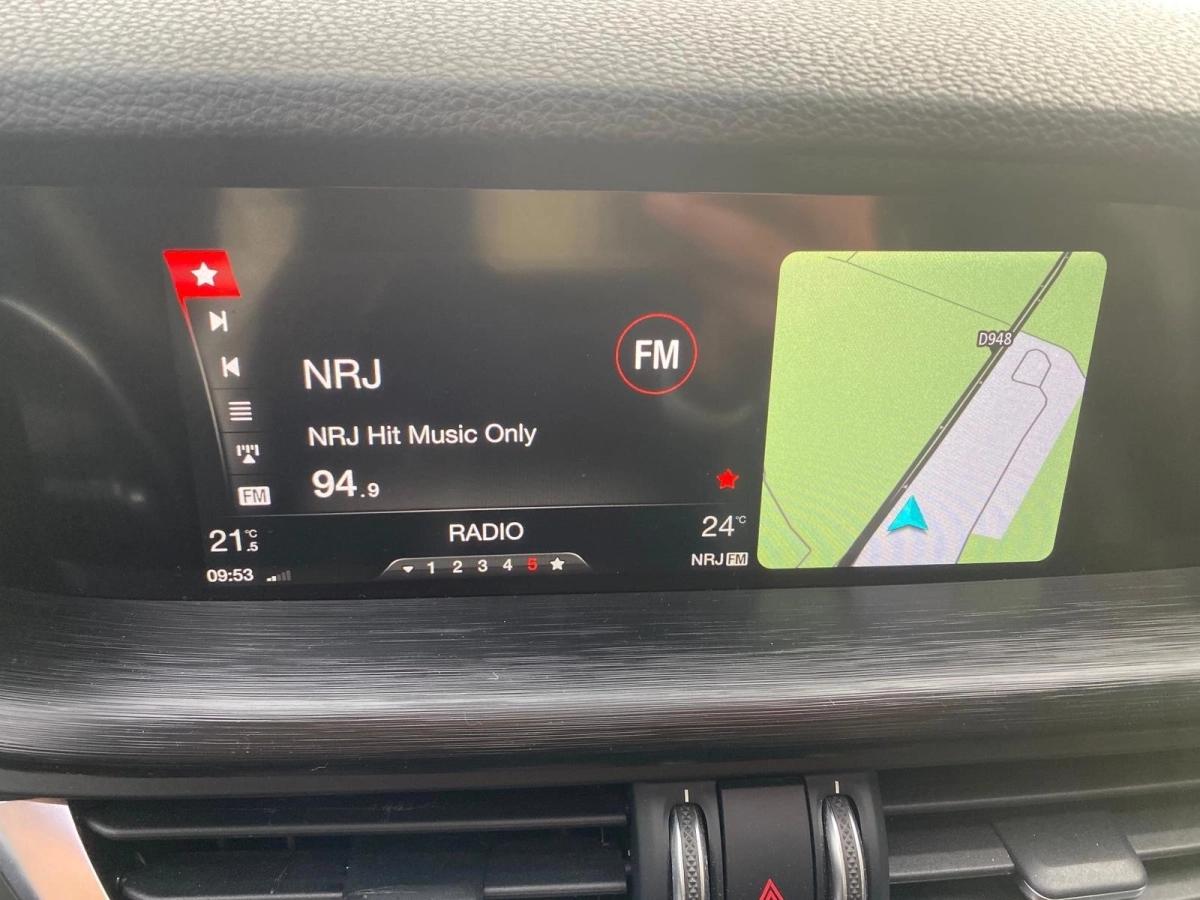 NRJ
FM
NRJ Hit Music Only
94.9
FM
21.5°C
RADIO
24°C
09:53
1 2 3 4 5
NRJ FM
D948